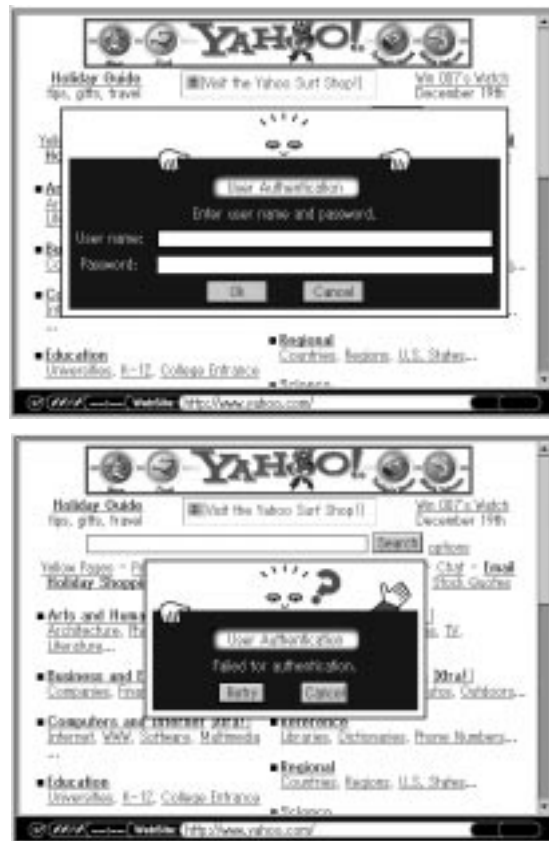 YAHOO!
Holiday Guide
tips, gifts, travel
[Visit the Yahoo Surf Shop!]
Win 007's Watch
December 19th
User Authentication
Enter user name and password.
User name:
Password:
Ok
Cancel
...
Education
Universities, K-12, College Entrance
Regional
Countries, Regions, U.S. States...
Science
WebSite: http://www.yahoo.com/
YAHOO!
Holiday Guide
tips, gifts, travel
[Visit the Yahoo Surf Shop!]
Win 007's Watch
December 19th
Search options
Yellow Pages - Chat - Email
Holiday Stock Quotes
Arts and
Architecture, TV,
Literature...
User Authentication
Failed for authentication.
Retry
Cancel
Business and [Xtra!]
Companies, Outdoors...
Computers and Internet [Xtra!]
Internet, WWW, Software, Multimedia
...
Reference
Libraries, Dictionaries, Phone Numbers...
Education
Universities, K-12, College Entrance
Regional
Countries, Regions, U.S. States...
Science
WebSite: http://www.yahoo.com/